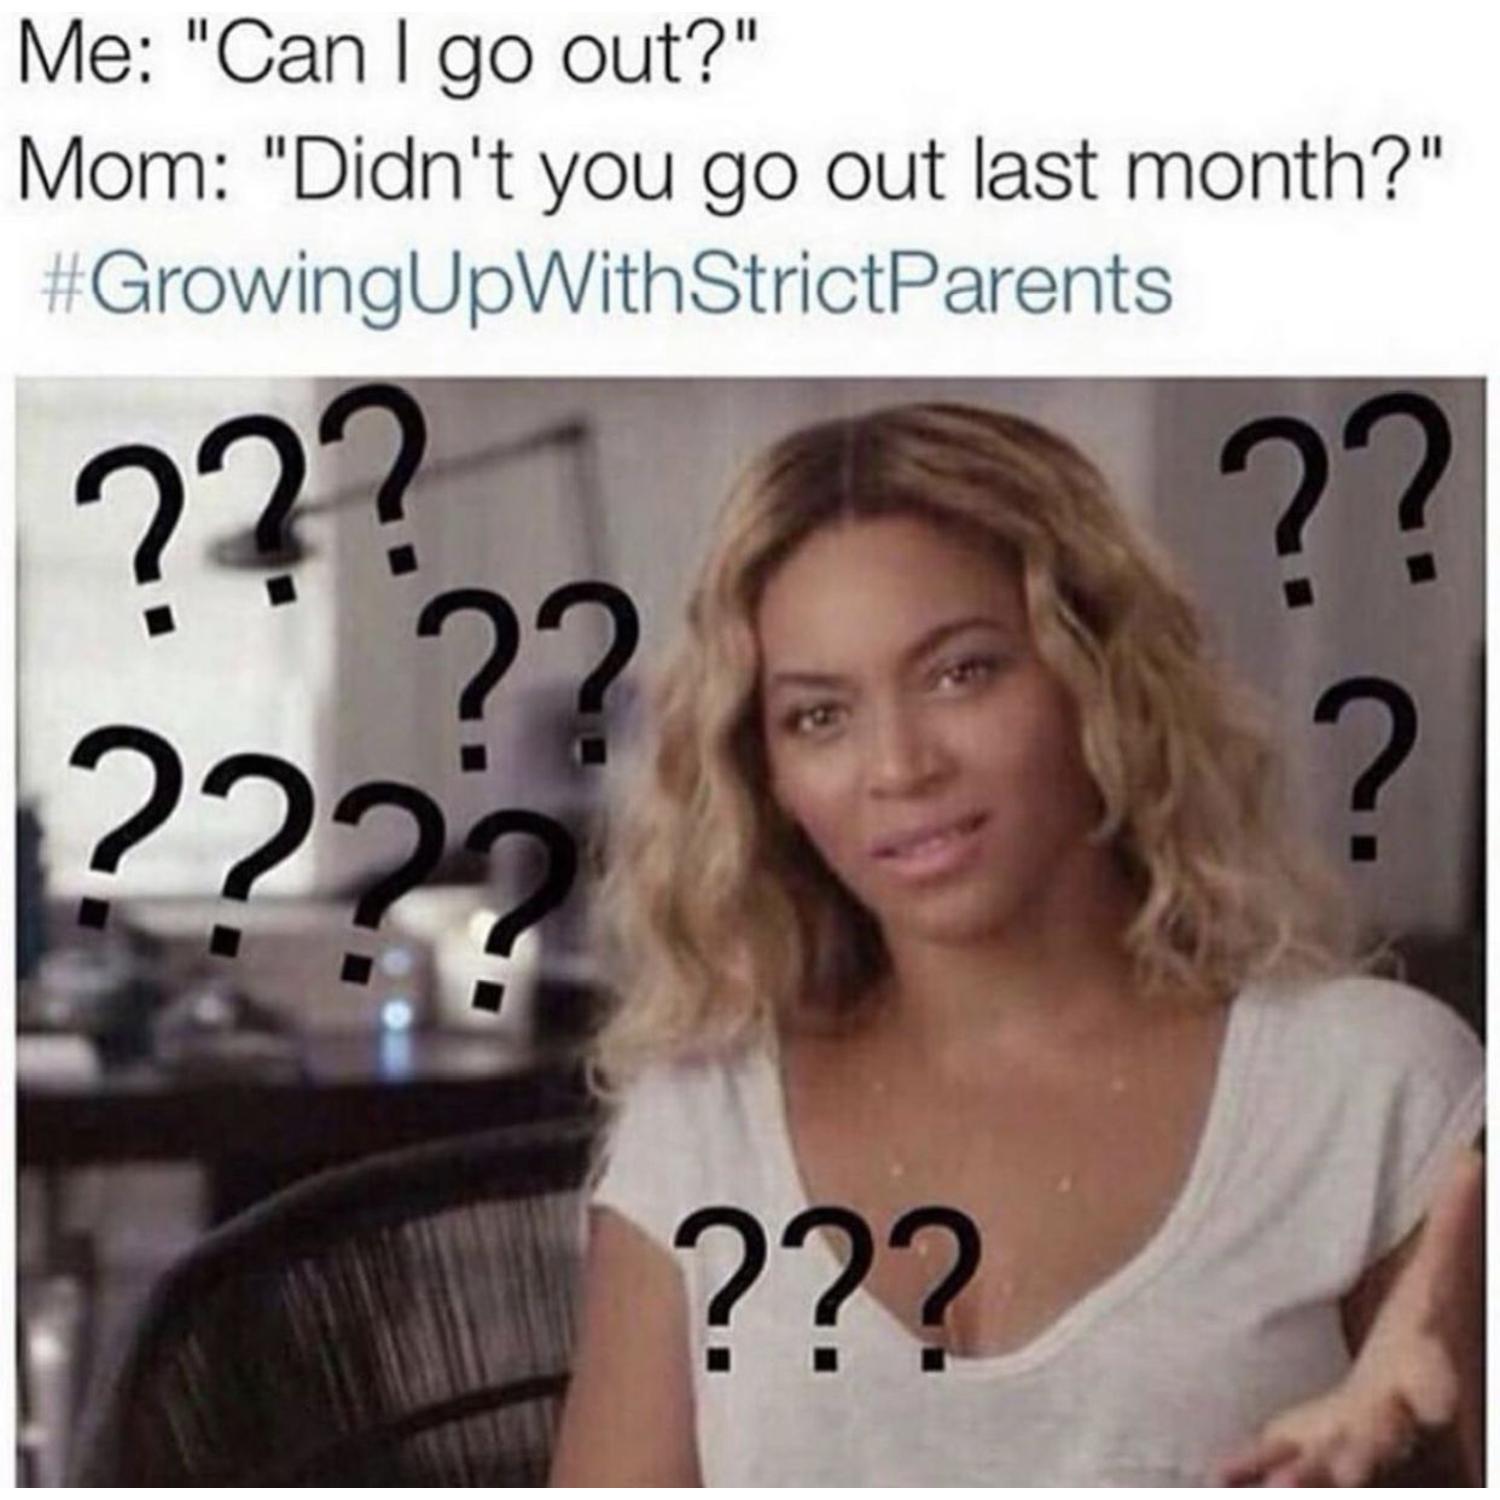 Me: "Can I go out?"
Mom: "Didn't you go out last month?"
#GrowingUpWithStrictParents
??? ??
?? ?
????
???